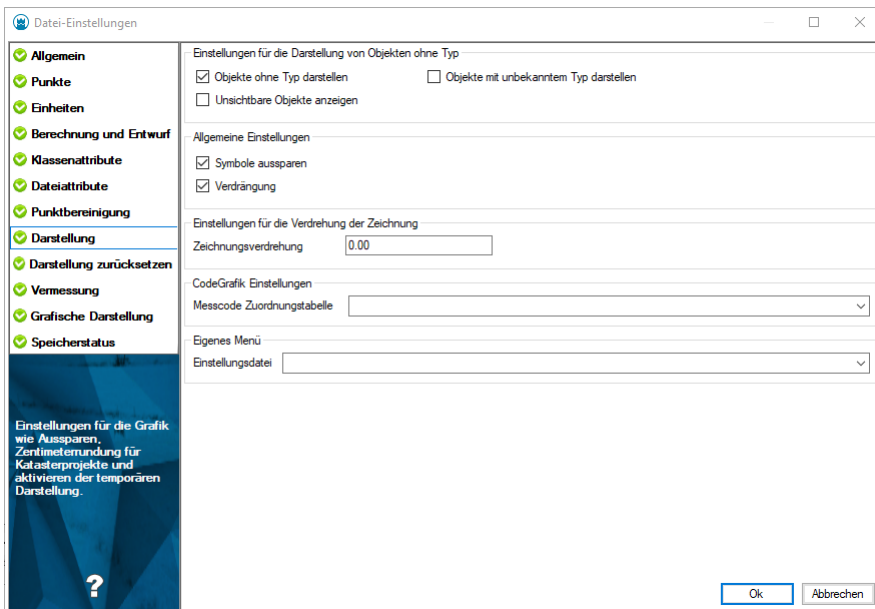 Datei-Einstellungen
Allgemein
Punkte
Einheiten
Berechnung und Entwurf
Klassenattribute
Dateiattribute
Punktbereinigung
Darstellung
Darstellung zurücksetzen
Vermessung
Grafische Darstellung
Speicherstatus
Einstellungen für die Grafik
wie Aussparen,
Zentimeterrundung für
Katasterprojekte und
aktivieren der temporären
Darstellung.
?
Einstellungen für die Darstellung von Objekten ohne Typ
Objekte ohne Typ darstellen Objekte mit unbekanntem Typ darstellen
Unsichtbare Objekte anzeigen
Allgemeine Einstellungen
Symbole aussparen
Verdrängung
Einstellungen für die Verdrehung der Zeichnung
Zeichnungsverdrehung 0.00
CodeGrafik Einstellungen
Messcode Zuordnungstabelle
Eigenes Menü
Einstellungsdatei
Ok Abbrechen